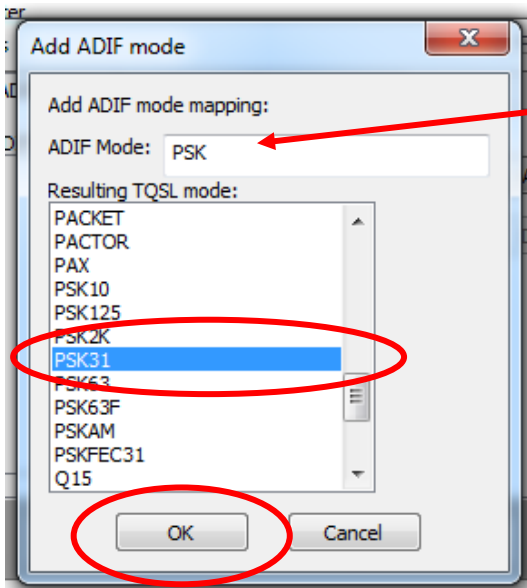 Add ADIF mode
Add ADIF mode mapping:
ADIF Mode: PSK
Resulting TQSL mode:
PACKET
PACTOR
PAX
PSK10
PSK125
PSK2K
PSK31
PSK63
PSK63F
PSKAM
PSKFEC31
Q15
OK Cancel